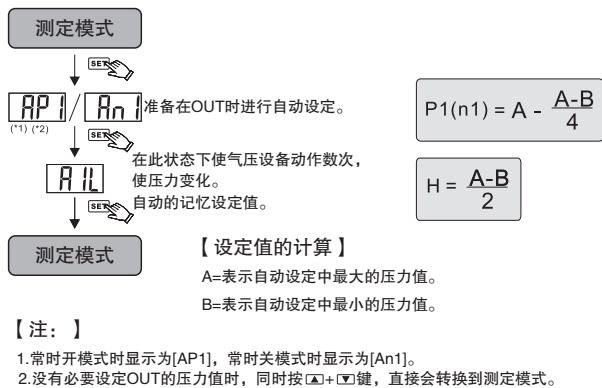 测定模式
SET
AP1 / An1 准备在OUT时进行自动设定。
(*1) (*2)
SET
在此状态下使气压设备动作数次，
A1L 使压力变化。
SET 自动的记忆设定值。
测定模式
P1(n1) = A - A-B
4
H = A-B
2
【 设定值的计算 】
A=表示自动设定中最大的压力值。
B=表示自动设定中最小的压力值。
【 注： 】
1.常时开模式时显示为[AP1]，常时关模式时显示为[An1]。
2.没有必要设定OUT的压力值时，同时按▲+▼键，直接会转换到测定模式。